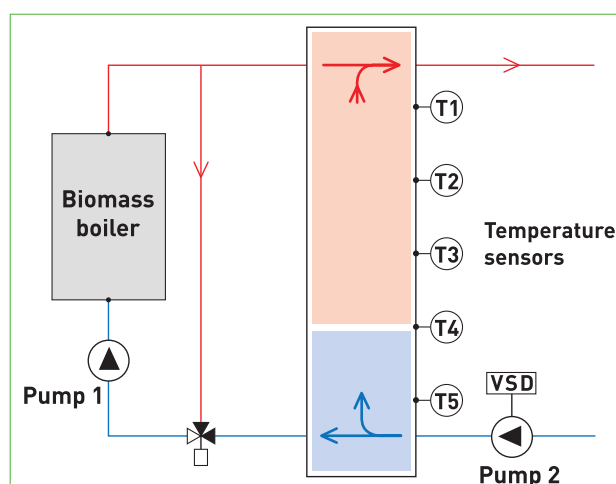 T1
Biomass
boiler
T2
Temperature
sensors
T3
T4
VSD
T5
Pump 1
Pump 2